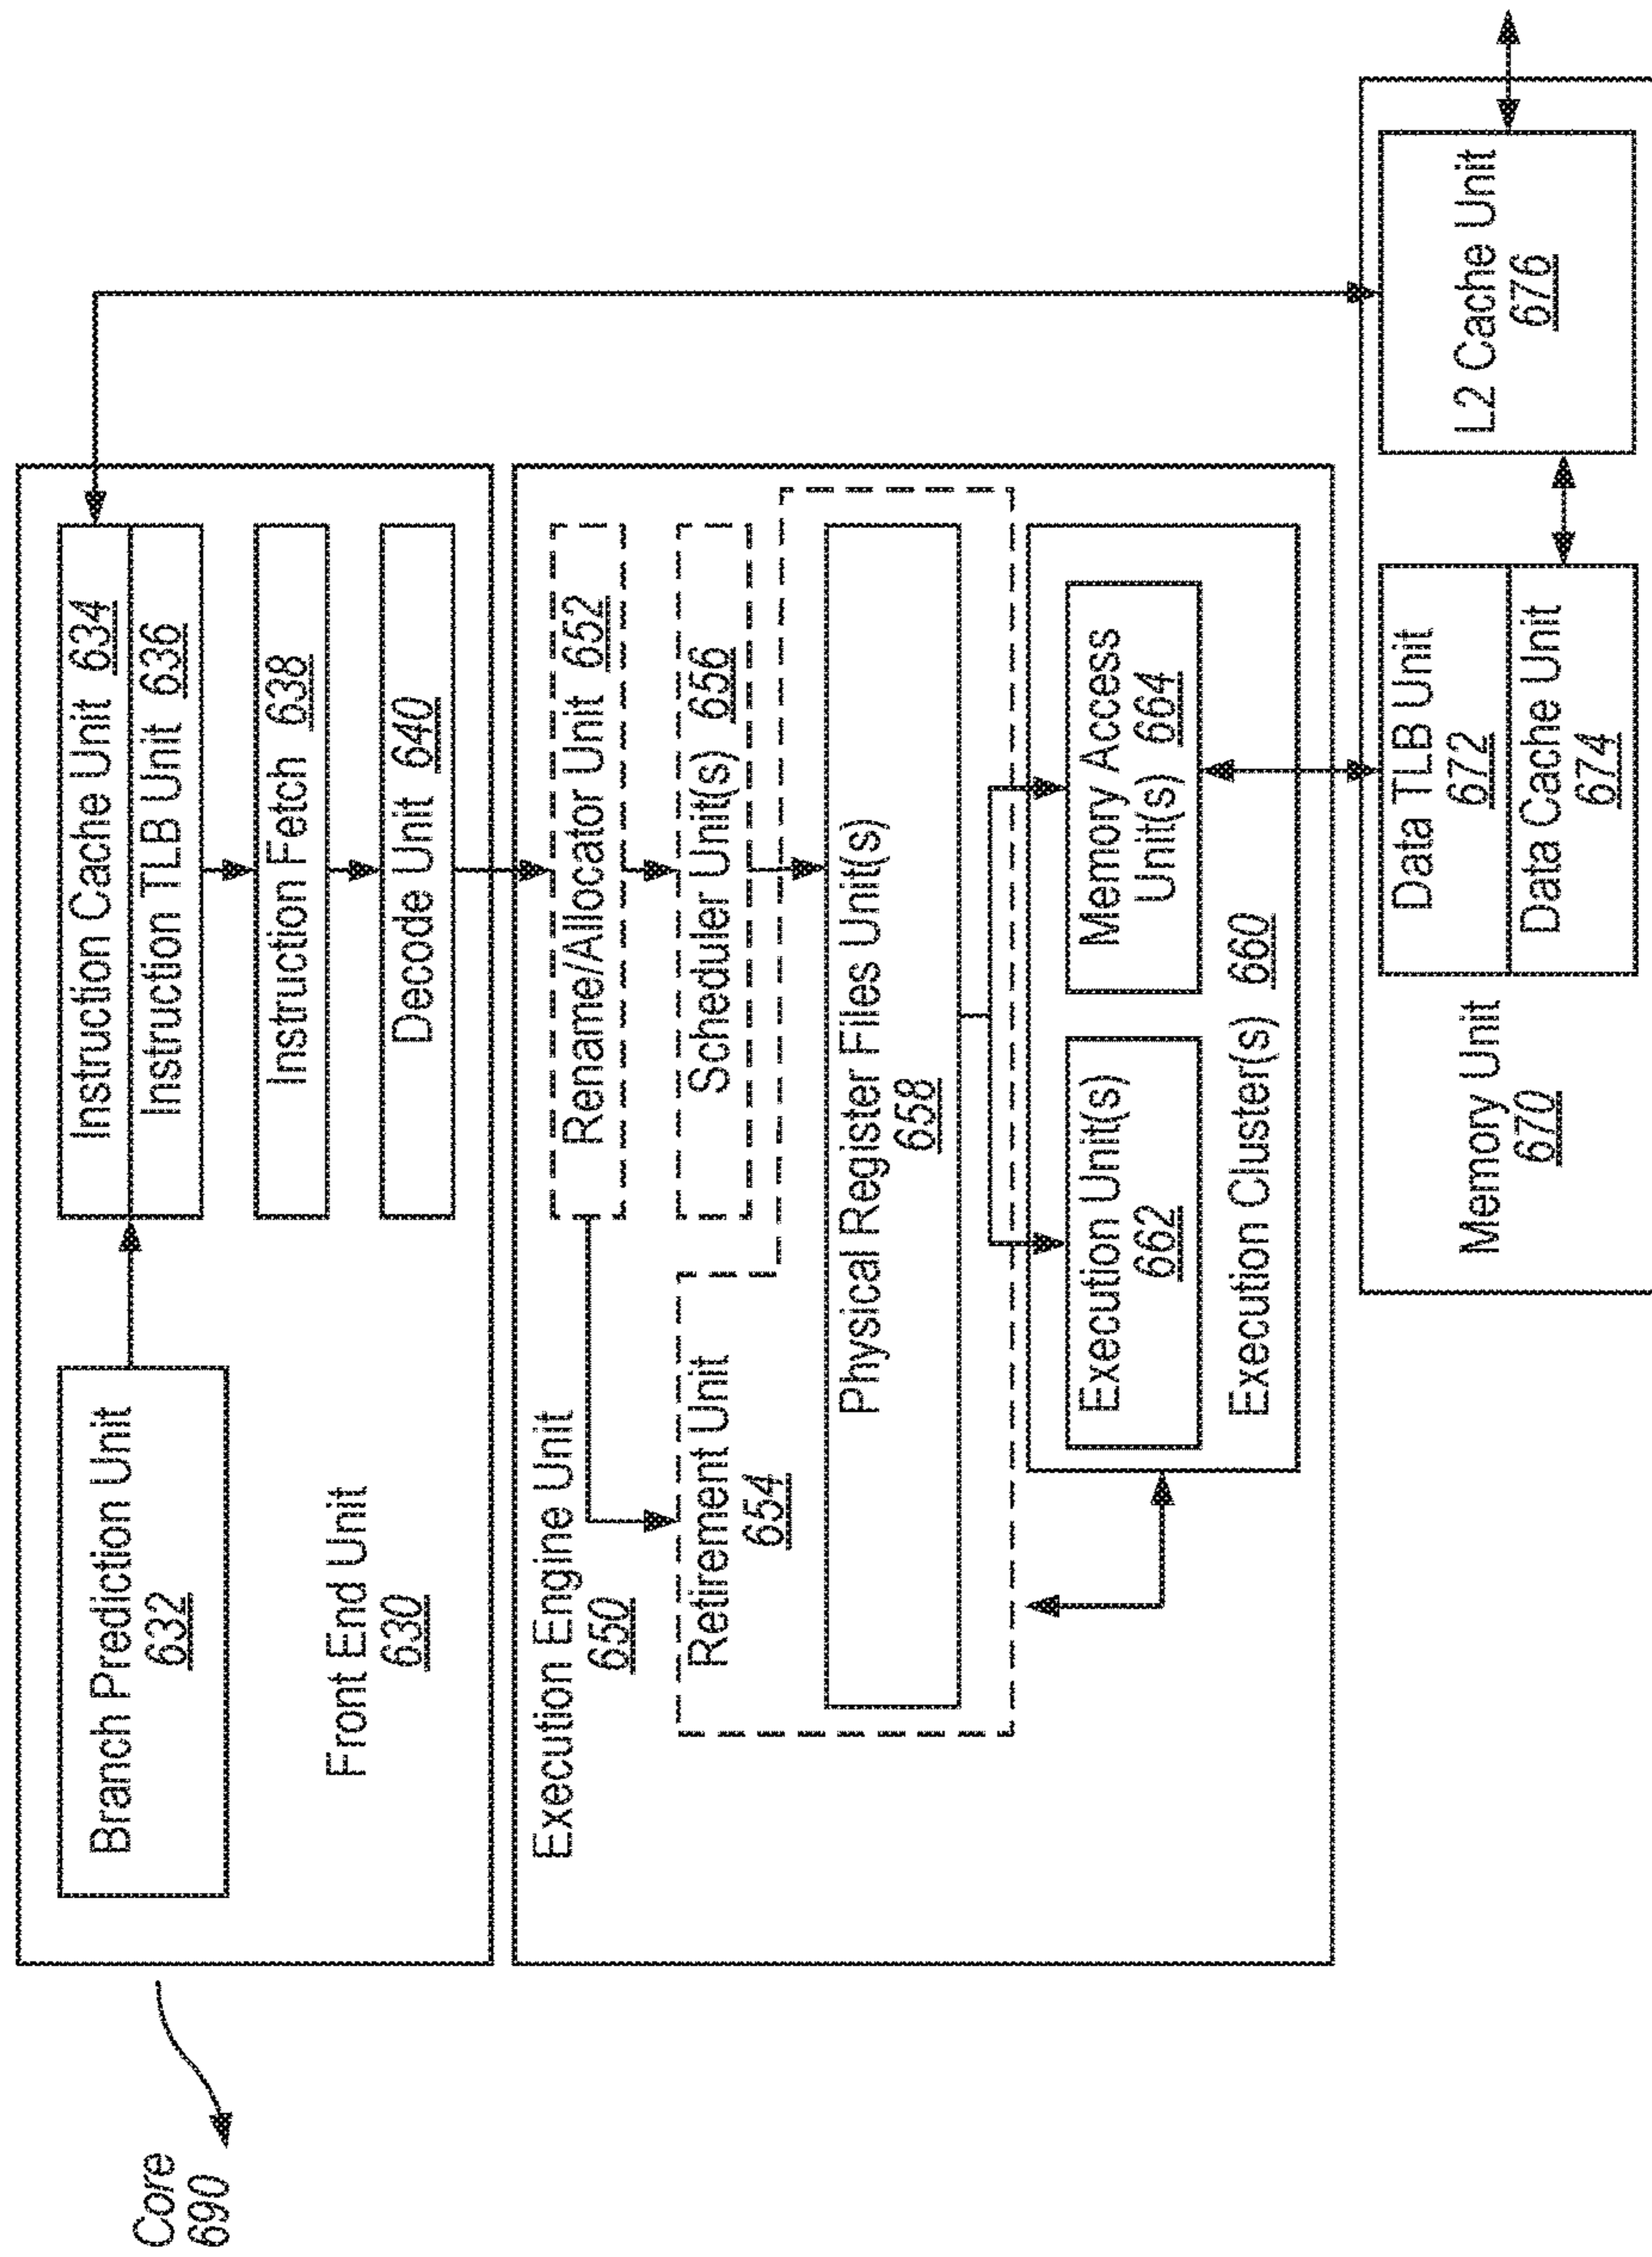 Core
690
Branch Prediction Unit
632
Instruction Cache Unit 634
Instruction TLB Unit 636
Instruction Fetch 638
Front End Unit
630
Decode Unit 640
Execution Engine Unit
650
Rename/Allocator Unit 652
Retirement Unit
654
Scheduler Unit(s) 656
Physical Register Files Unit(s)
658
Execution Unit(s)
662
Memory Access
Unit(s) 664
Execution Cluster(s) 660
Memory Unit
670
Data TLB Unit
672
Data Cache Unit
674
L2 Cache Unit
676